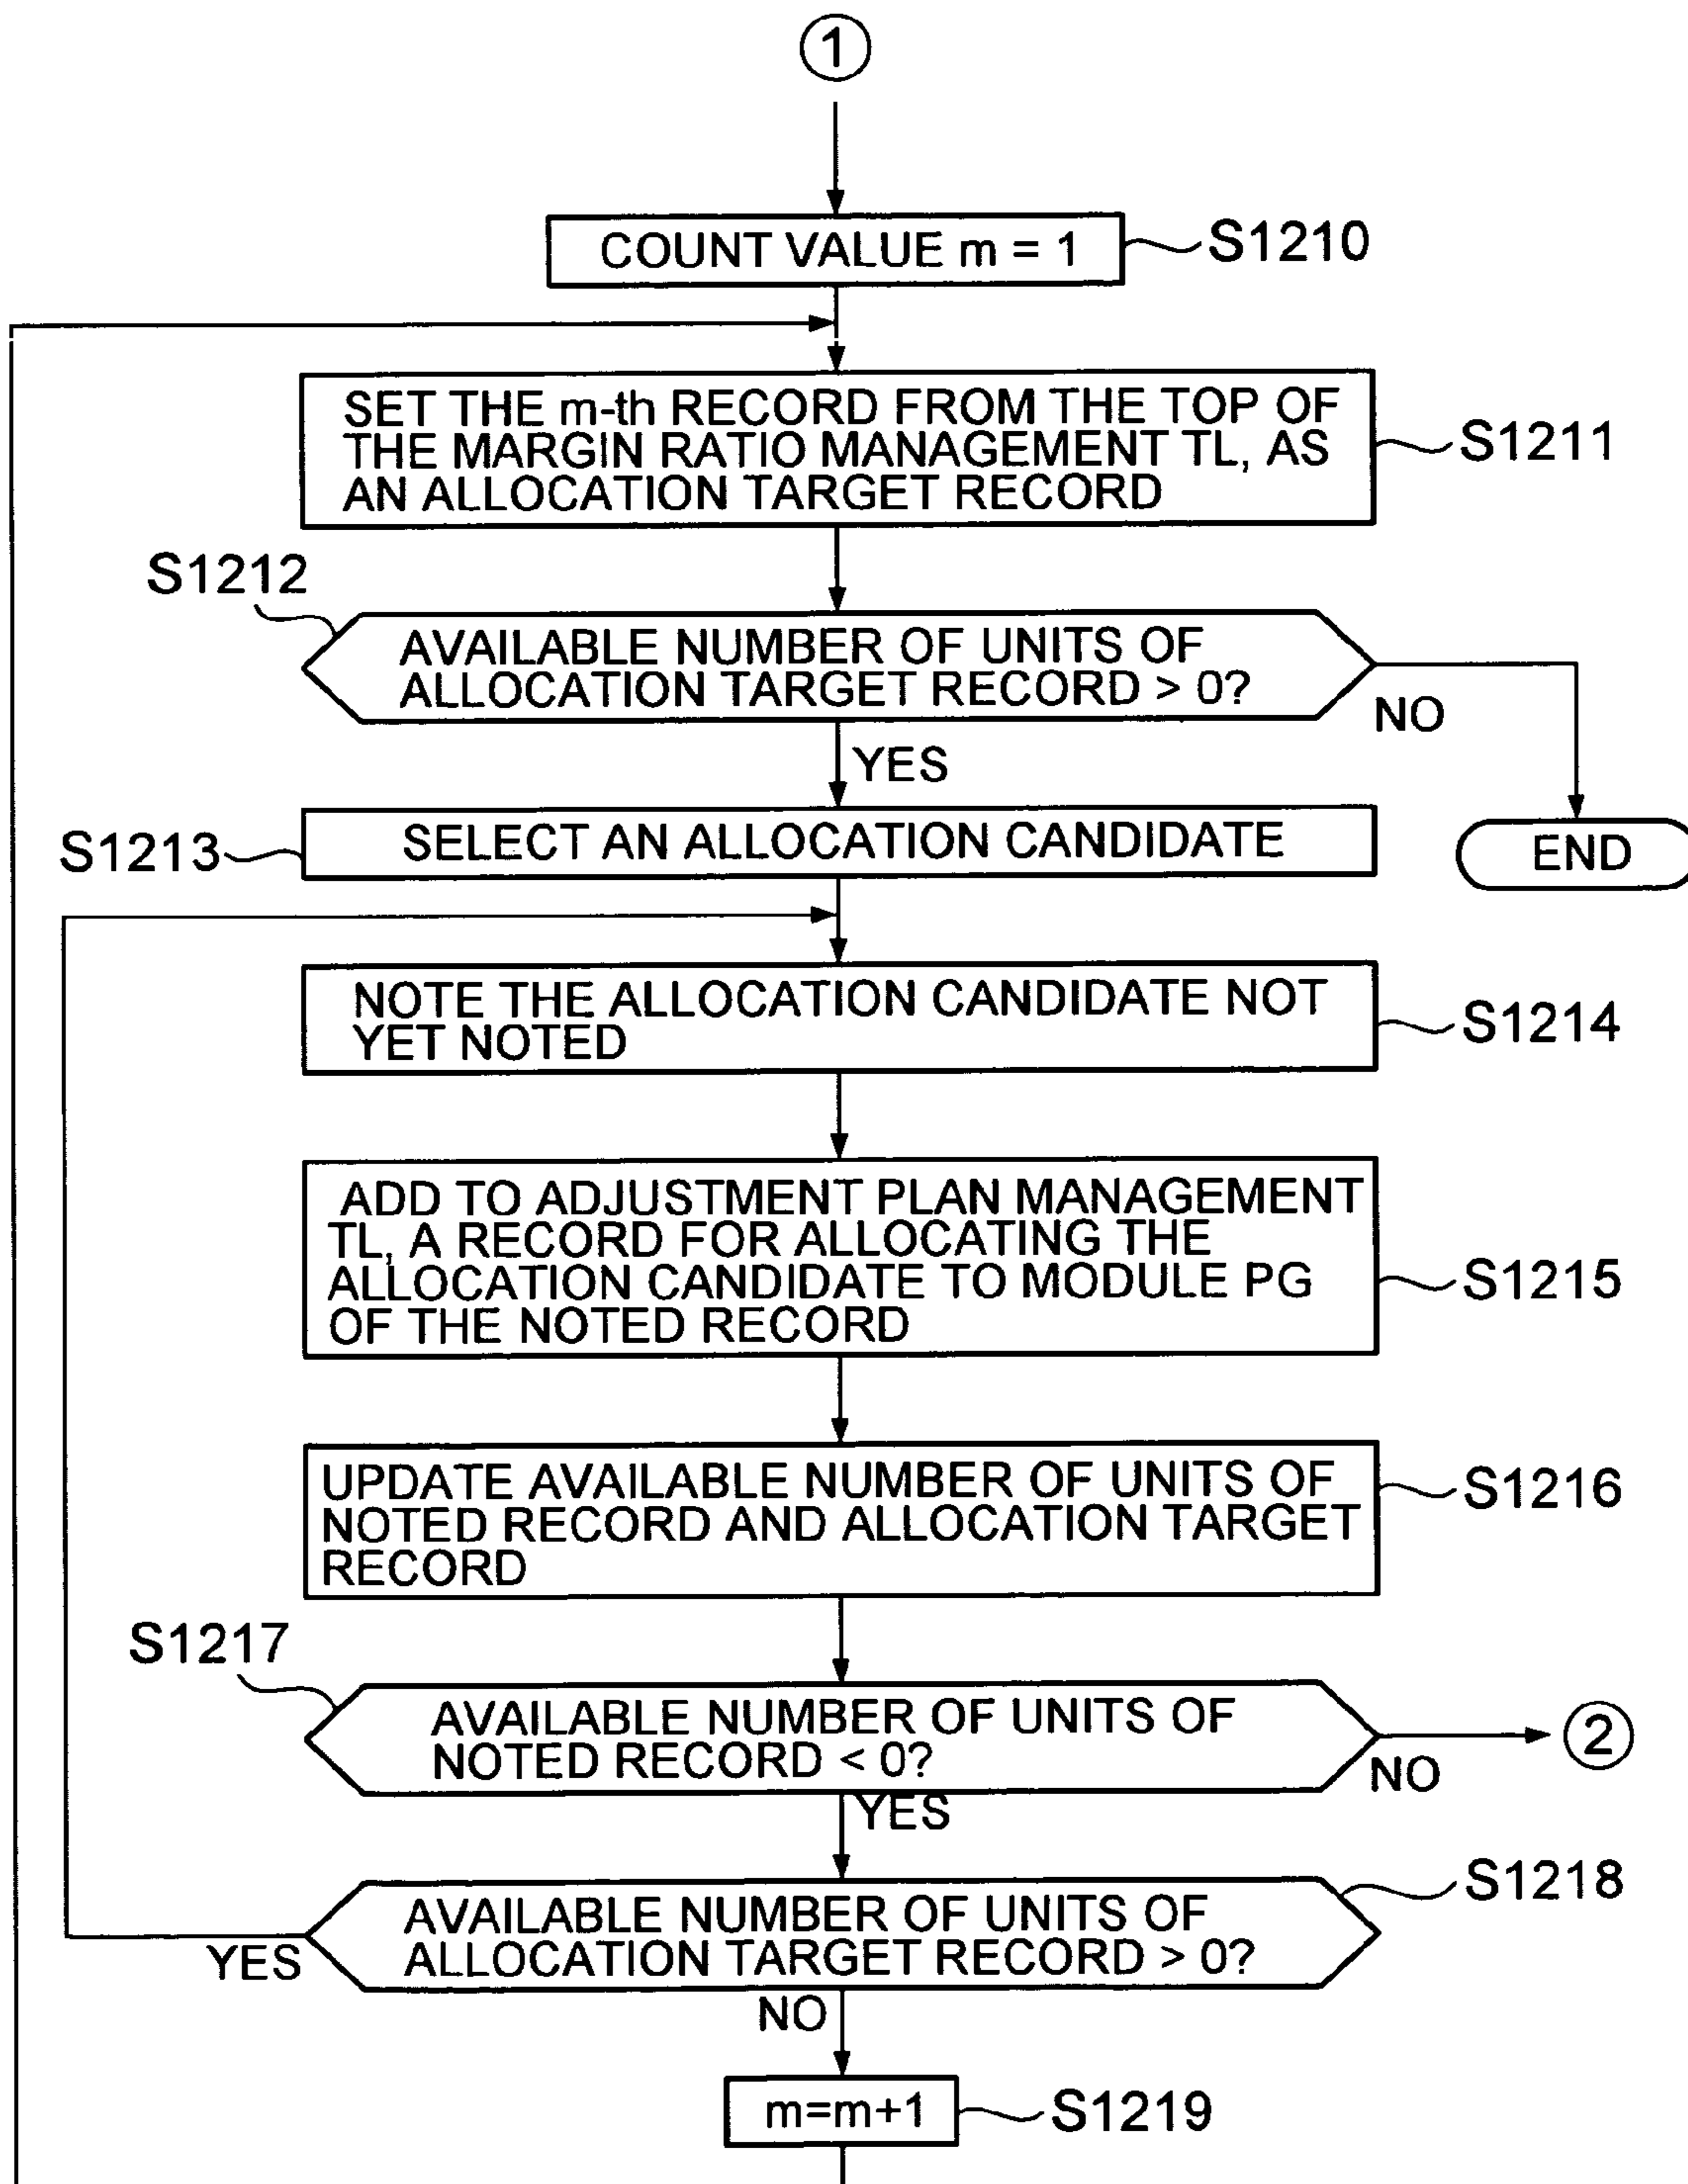 1
COUNT VALUE m = 1
S1210
SET THE m-th RECORD FROM THE TOP OF
THE MARGIN RATIO MANAGEMENT TL, AS
AN ALLOCATION TARGET RECORD
S1211
S1212
AVAILABLE NUMBER OF UNITS OF
ALLOCATION TARGET RECORD > 0?
NO
YES
END
S1213
SELECT AN ALLOCATION CANDIDATE
NOTE THE ALLOCATION CANDIDATE NOT
YET NOTED
S1214
ADD TO ADJUSTMENT PLAN MANAGEMENT
TL, A RECORD FOR ALLOCATING THE
ALLOCATION CANDIDATE TO MODULE PG
OF THE NOTED RECORD
S1215
UPDATE AVAILABLE NUMBER OF UNITS OF
NOTED RECORD AND ALLOCATION TARGET
RECORD
S1216
S1217
AVAILABLE NUMBER OF UNITS OF
NOTED RECORD < 0?
2
NO
YES
S1218
AVAILABLE NUMBER OF UNITS OF
ALLOCATION TARGET RECORD > 0?
YES
NO
m=m+1
S1219